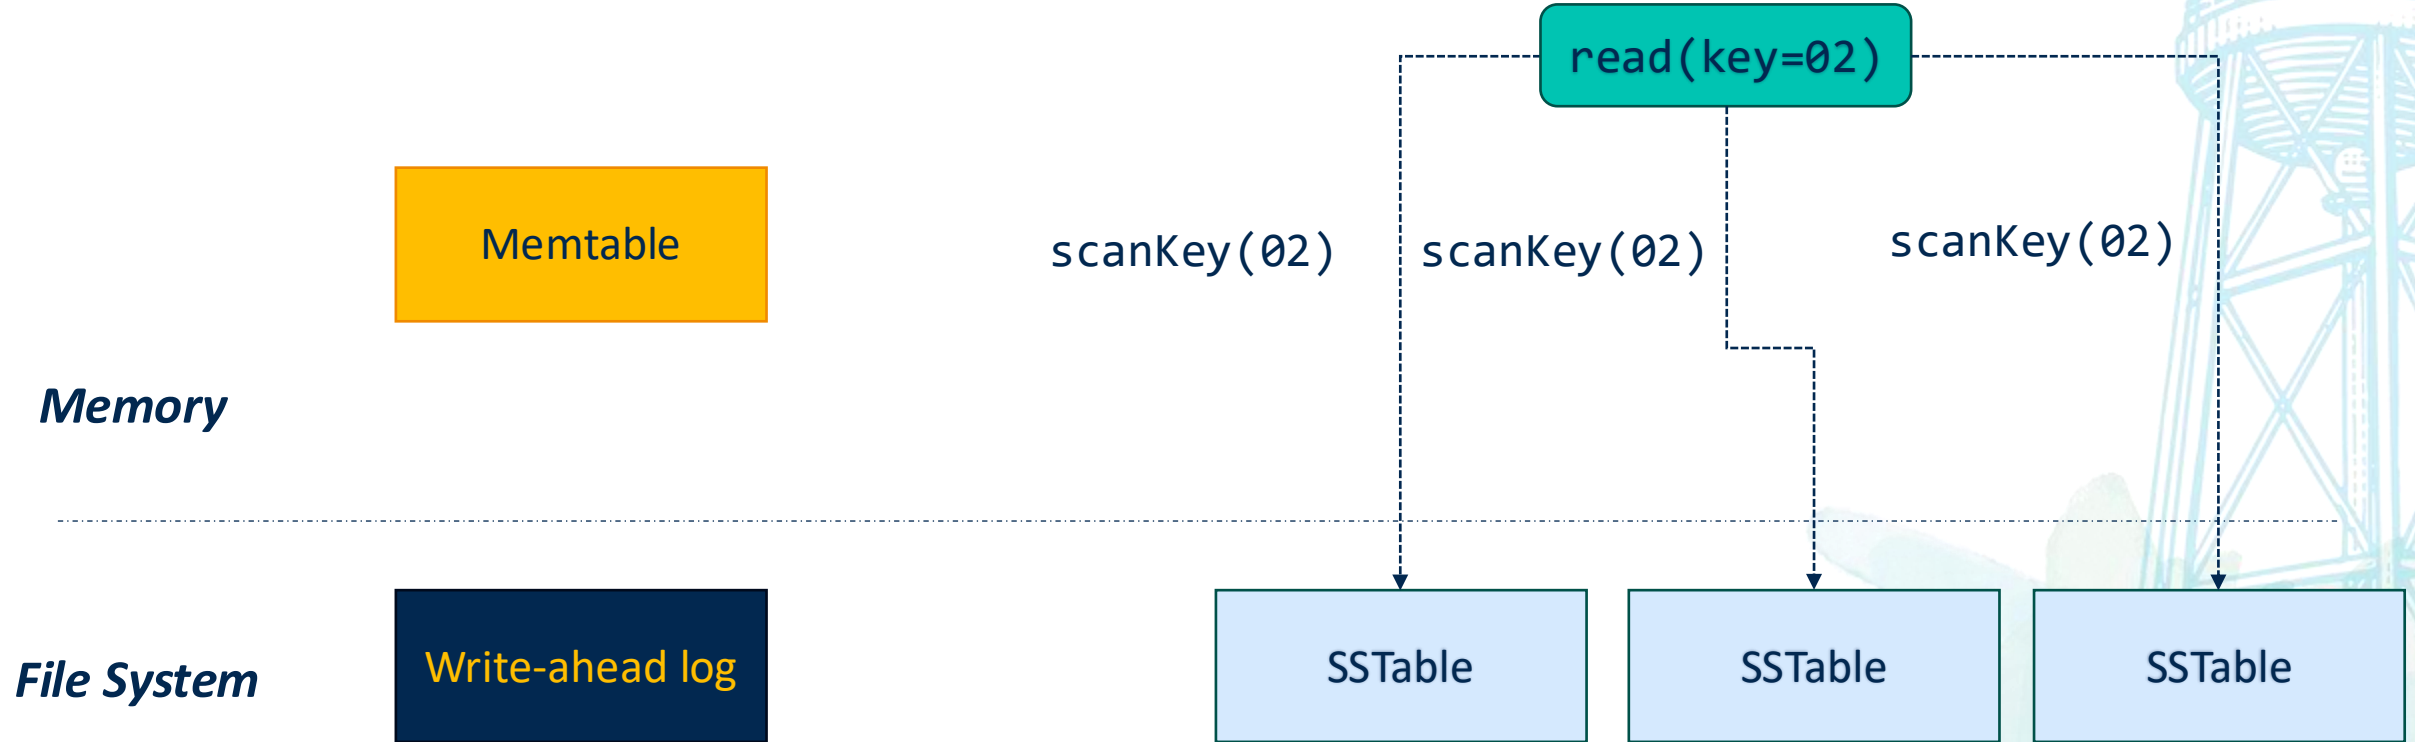 read(key=02)
Memtable
scanKey(02)
scanKey(02)
scanKey(02)
Memory
File System
Write-ahead log
SSTable
SSTable
SSTable